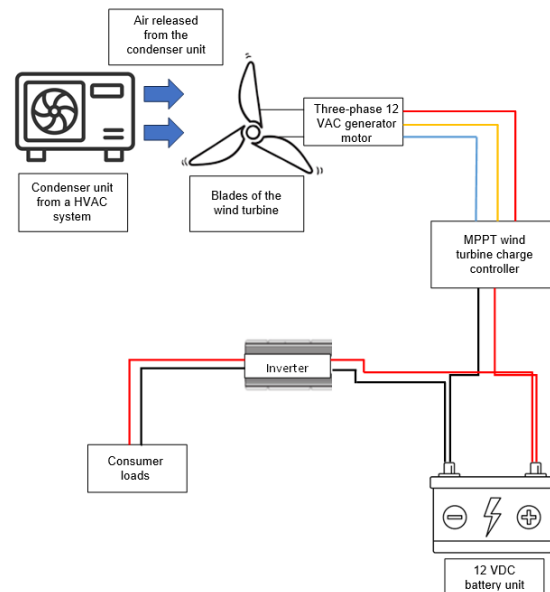 Air released
from the
condenser unit
Three-phase 12
VAC generator
motor
Condenser unit
from a HVAC
system
Blades of the
wind turbine
MPPT wind
turbine charge
controller
Inverter
Consumer
loads
12 VDC
battery unit